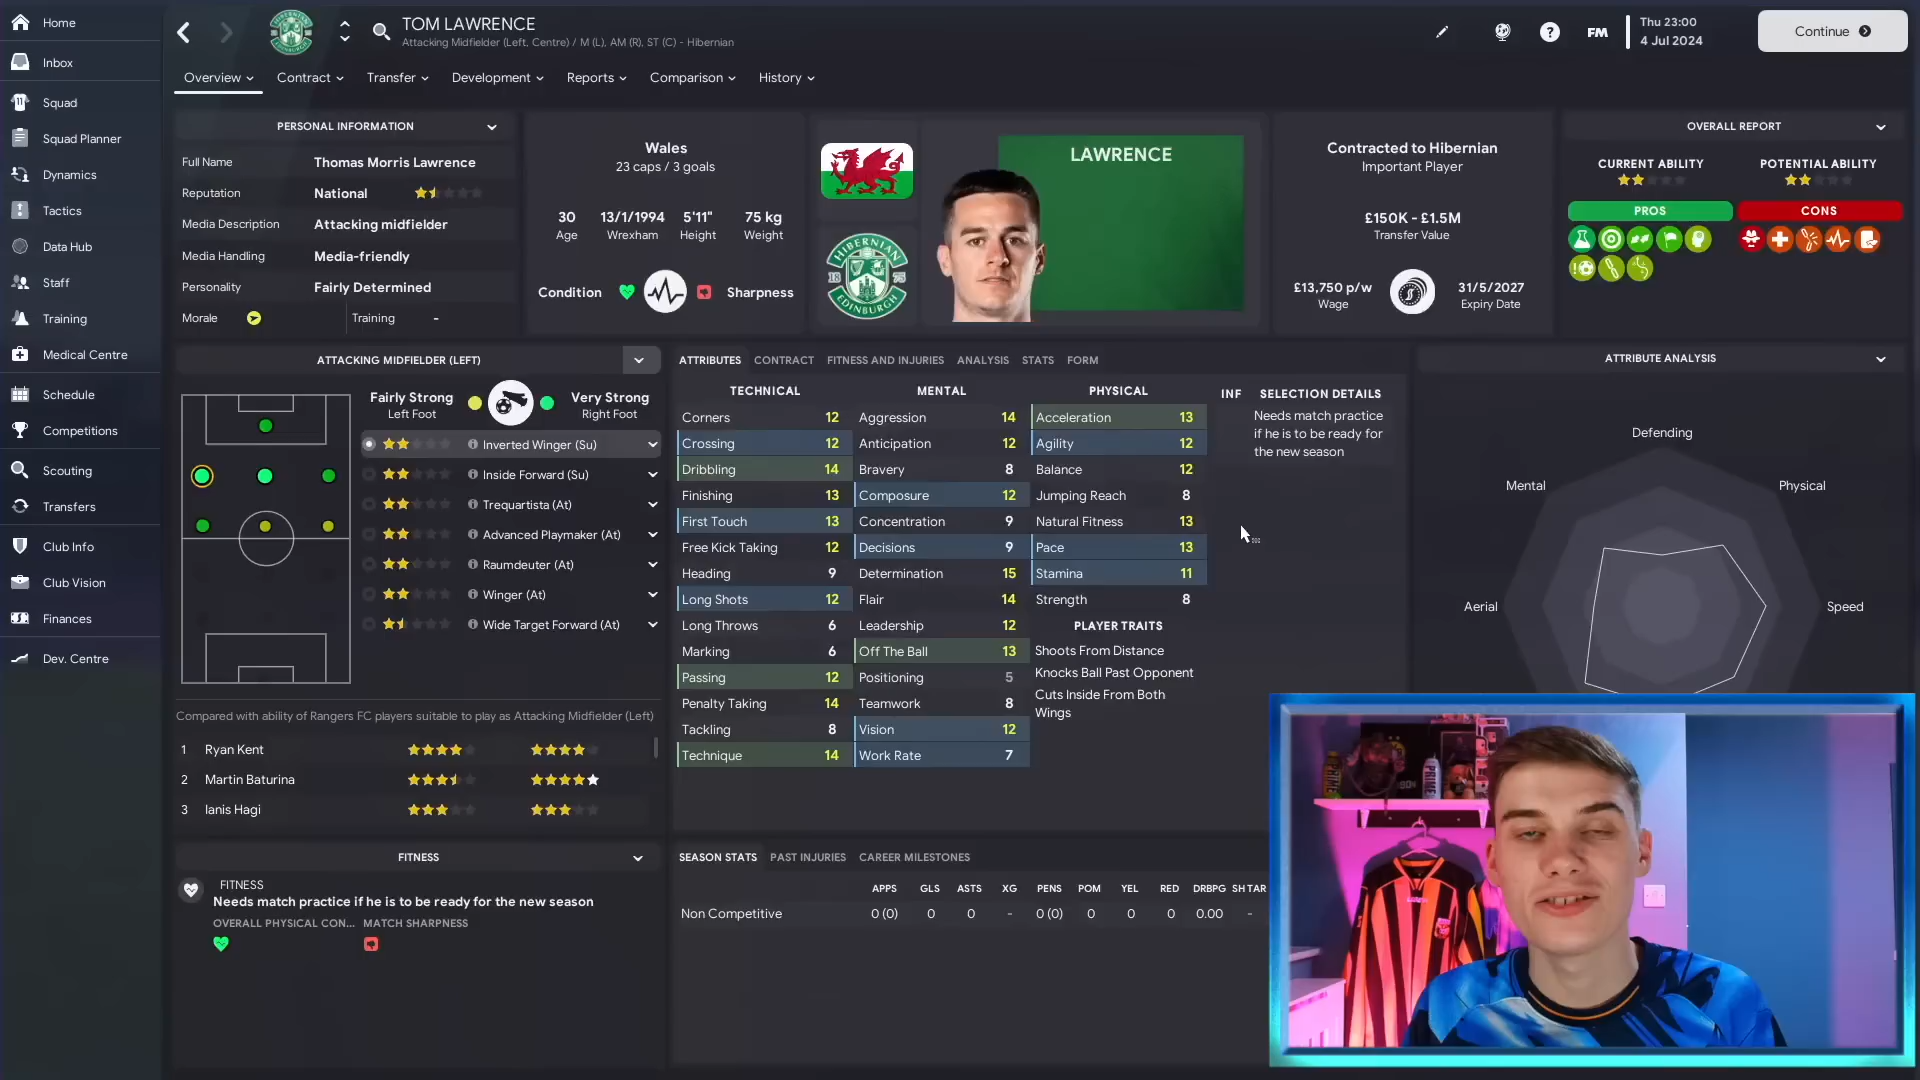 Home
Inbox
Squad
Squad Planner
Dynamics
Tactics
Data Hub
Staff
Training
Medical Centre
Schedule
Competitions
Scouting
Transfers
Club Info
Club Vision
Finances
Dev. Centre
TOM LAWRENCE
Attacking Midfielder (Left, Centre) / M (L), AM (R), ST (C) - Hibernian
FM
Thu 23:00
4 Jul 2024
Continue
Overview Contract Transfer Development Reports Comparison History
PERSONAL INFORMATION
Full Name Thomas Morris Lawrence
Reputation National
Media Description Attacking midfielder
Media Handling Media-friendly
Personality Fairly Determined
Morale Training -
Wales
23 caps / 3 goals
30 13/1/1994 5'11" 75 kg
Age Wrexham Height Weight
Condition Sharpness
HIBERNIAN
18 75
EDINBURGH
LAWRENCE
Contracted to Hibernian
Important Player
£150K - £1.5M
Transfer Value
£13,750 p/w 31/5/2027
Wage Expiry Date
OVERALL REPORT
CURRENT ABILITY POTENTIAL ABILITY
PROS CONS
ATTACKING MIDFIELDER (LEFT)
Fairly Strong Very Strong
Left Foot Right Foot
Inverted Winger (Su)
Inside Forward (Su)
Trequartista (At)
Advanced Playmaker (At)
Raumdeuter (At)
Winger (At)
Wide Target Forward (At)
Compared with ability of Rangers FC players suitable to play as Attacking Midfielder (Left)
1 Ryan Kent
2 Martin Baturina
3 Ianis Hagi
FITNESS
FITNESS
Needs match practice if he is to be ready for the new season
OVERALL PHYSICAL CON... MATCH SHARPNESS
ATTRIBUTES CONTRACT FITNESS AND INJURIES ANALYSIS STATS FORM
TECHNICAL MENTAL PHYSICAL INF SELECTION DETAILS
Corners 12 Aggression 14 Acceleration 13
Crossing 12 Anticipation 12 Agility 12
Dribbling 14 Bravery 8 Balance 12
Finishing 13 Composure 12 Jumping Reach 8
First Touch 13 Concentration 9 Natural Fitness 13
Free Kick Taking 12 Decisions 9 Pace 13
Heading 9 Determination 15 Stamina 11
Long Shots 12 Flair 14 Strength 8
Long Throws 6 Leadership 12
Marking 6 Off The Ball 13
Passing 12 Positioning 5
Penalty Taking 14 Teamwork 8
Tackling 8 Vision 12
Technique 14 Work Rate 7
PLAYER TRAITS
Shoots From Distance
Knocks Ball Past Opponent
Cuts Inside From Both
Wings
Needs match practice
if he is to be ready for
the new season
ATTRIBUTE ANALYSIS
Defending
Mental Physical
Aerial Speed
SEASON STATS PAST INJURIES CAREER MILESTONES
APPS GLS ASTS XG PENS POM YEL RED DRBPG SH TAR
Non Competitive 0 (0) 0 0 - 0 (0) 0 0 0 0.00 -
PRIME